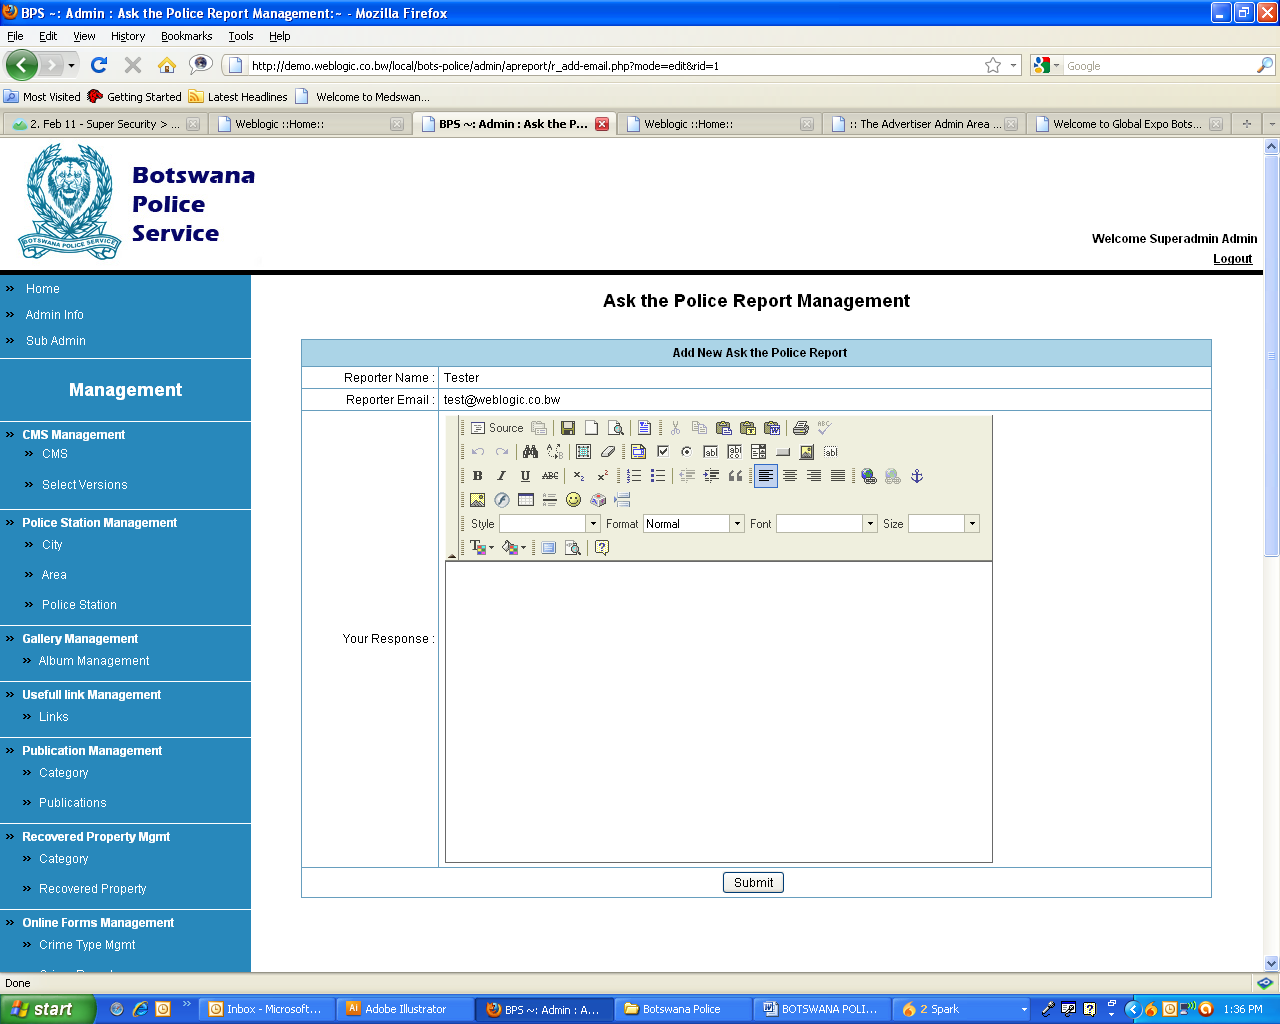 BPS ~: Admin : Ask the Police Report Management:~ - Mozilla Firefox
File Edit View History Bookmarks Tools Help
http://demo.weblogic.co.bw/local/bots-police/admin/apreport/r_add-email.php?mode=edit&rid=1
Google
Most Visited Getting Started Latest Headlines Welcome to Medswan...
2. Feb 11 - Super Security > ... Weblogic ::Home:: BPS ~: Admin : Ask the P... Weblogic ::Home:: :: The Advertiser Admin Area ... Welcome to Global Expo Bots...
BOTSWANA POLICE SERVICE
Botswana
Police
Service
Welcome Superadmin Admin
Logout
Home
Admin Info
Sub Admin
Management
CMS Management
CMS
Select Versions
Police Station Management
City
Area
Police Station
Gallery Management
Album Management
Usefull link Management
Links
Publication Management
Category
Publications
Recovered Property Mgmt
Category
Recovered Property
Online Forms Management
Crime Type Mgmt
Ask the Police Report Management
Add New Ask the Police Report
Reporter Name : Tester
Reporter Email : test@weblogic.co.bw
Your Response :
Source
B I U ABC
Style Format Normal Font Size
Submit
Done
start Inbox - Microsoft... Adobe Illustrator BPS ~: Admin : A... Botswana Police BOTSWANA POLI... 2 Spark 1:36 PM